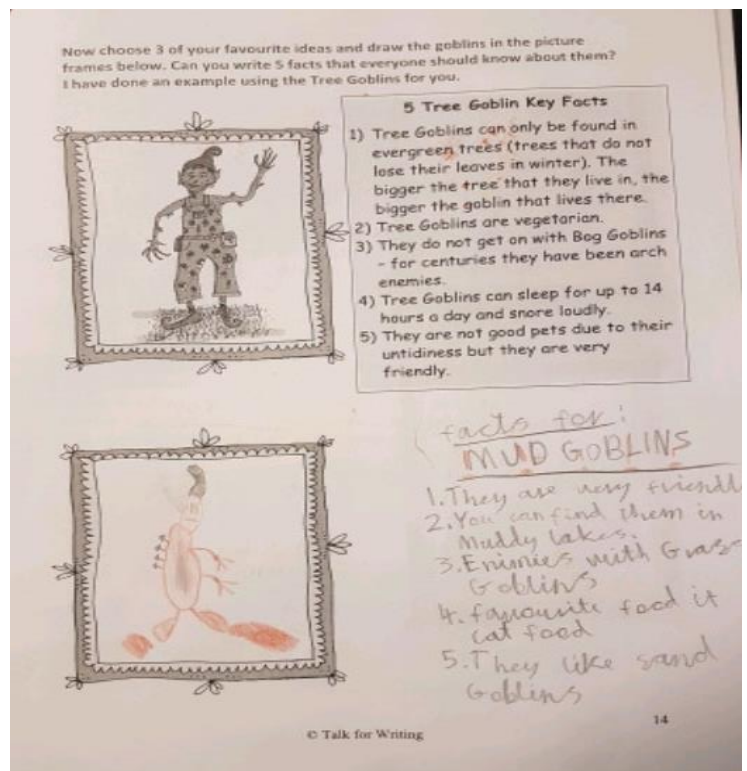 Now choose 3 of your favourite ideas and draw the goblins in the picture
frames below. Can you write 5 facts that everyone should know about them?
I have done an example using the Tree Goblins for you.
5 Tree Goblin Key Facts
1) Tree Goblins can only be found in
evergreen trees (trees that do not
lose their leaves in winter). The
bigger the tree that they live in, the
bigger the goblin that lives there.
2) Tree Goblins are vegetarian.
3) They do not get on with Bog Goblins
- for centuries they have been arch
enemies.
4) Tree Goblins can sleep for up to 14
hours a day and snore loudly.
5) They are not good pets due to their
untidiness but they are very
friendly.
facts for:
MUD GOBLINS
1. They are very friendl
2. You can find them in
Muddy lakes.
3. Enimies with Gras
Goblins
4. favourite food it
cat food
5. They like sand
Goblins
14
© Talk for Writing